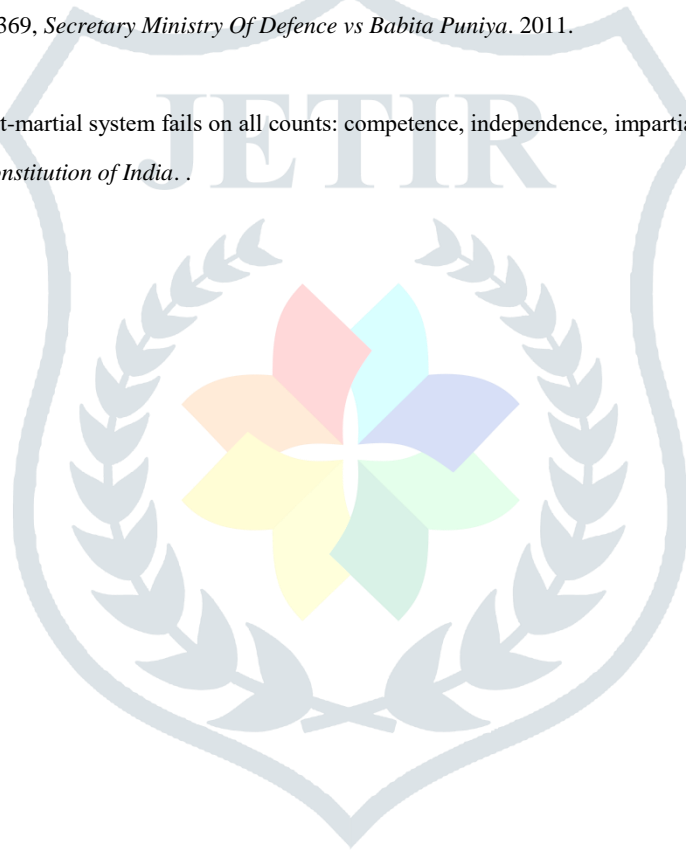 369, Secretary Ministry Of Defence vs Babita Puniya. 2011.
t-martial system fails on all counts: competence, independence, impartia
JETIR
nstitution of India. .